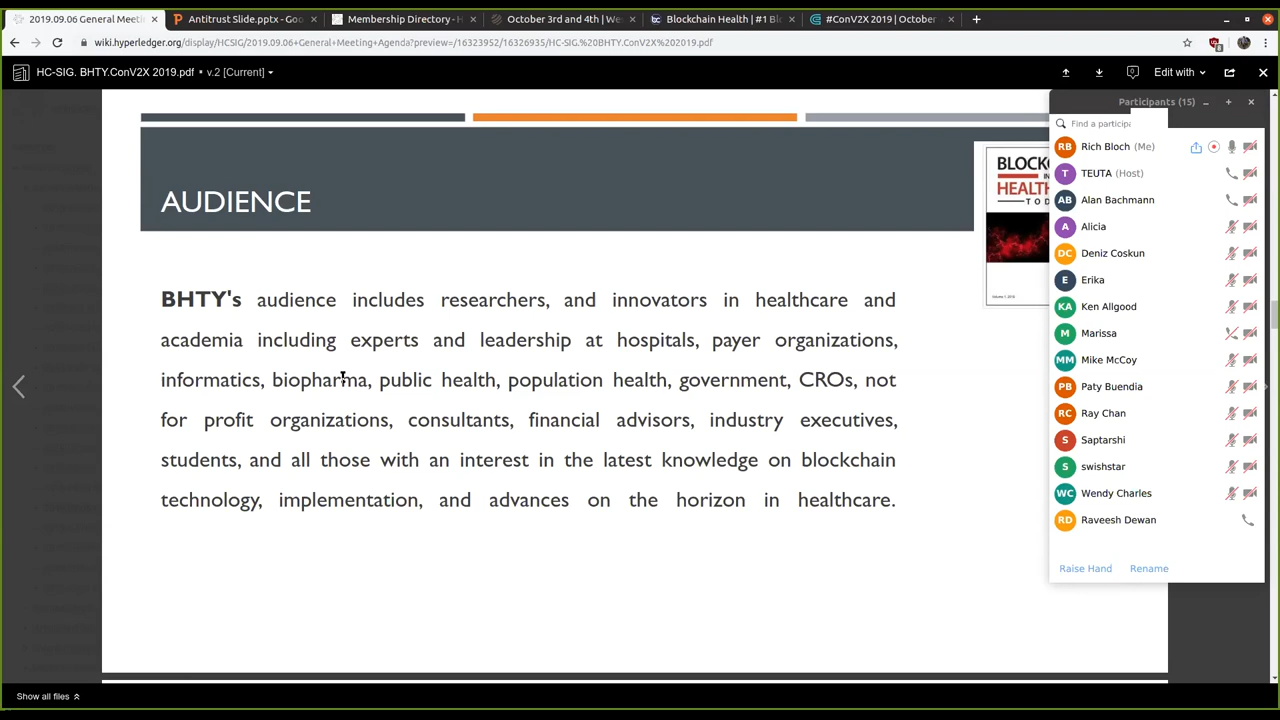 2019.09.06 General Meeti
Antitrust Slide.pptx - Goo
Membership Directory - H
October 3rd and 4th | We
Blockchain Health | #1 Bl
#ConV2X 2019 | October
wiki.hyperledger.org/display/HCSIG/2019.09.06+General+Meeting+Agenda?preview=/16323952/16326935/HC-SIG.%20BHTY.ConV2X%202019.pdf
HC-SIG. BHTY.ConV2X 2019.pdf • v.2 [Current]
Edit with
Participants (15)
Find a participa
Rich Bloch (Me)
TEUTA (Host)
Alan Bachmann
Alicia
Deniz Coskun
Erika
Ken Allgood
Marissa
Mike McCoy
Paty Buendia
Ray Chan
Saptarshi
swishstar
Wendy Charles
Raveesh Dewan
Raise Hand Rename
AUDIENCE
BLOCK
IN
HEALTH
TOD
BHTY's audience includes researchers, and innovators in healthcare and
academia including experts and leadership at hospitals, payer organizations,
informatics, biopharma, public health, population health, government, CROs, not
for profit organizations, consultants, financial advisors, industry executives,
students, and all those with an interest in the latest knowledge on blockchain
technology, implementation, and advances on the horizon in healthcare.
Show all files